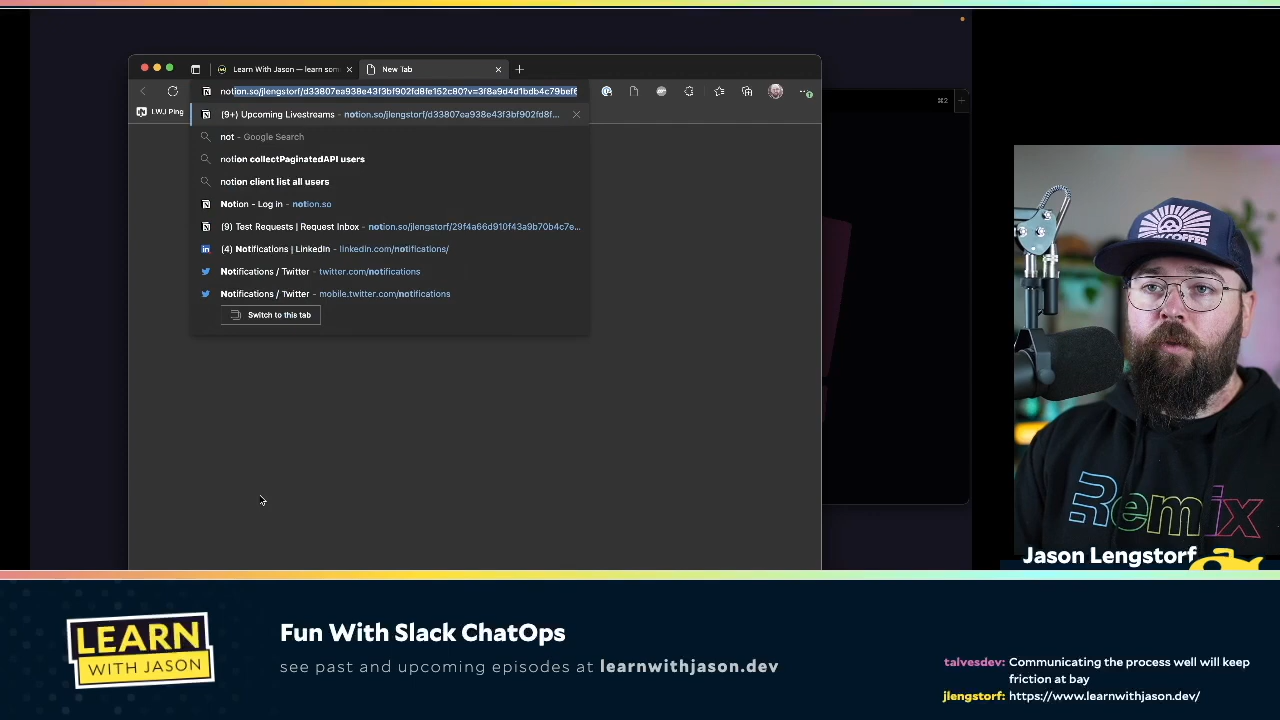 Learn With Jason — learn som
New Tab
notion.so/jlengstorf/d33807ea938e43f3bf902fd8fe152c80?v=3f8a9d4d1bdb4c79bef6
LWJ Ping
(9+) Upcoming Livestreams - notion.so/jlengstorf/d33807ea938e43f3bf902fd8f...
not - Google Search
notion collectPaginatedAPI users
notion client list all users
Notion - Log in - notion.so
(9) Test Requests | Request Inbox - notion.so/jlengstorf/29f4a66d910f43a9b70b4c7e...
(4) Notifications | LinkedIn - linkedin.com/notifications/
Notifications / Twitter - twitter.com/notifications
Notifications / Twitter - mobile.twitter.com/notifications
Switch to this tab
⌘2
COFFEE
Remix
Jason Lengstorf
LEARN
WITH JASON
Fun With Slack ChatOps
see past and upcoming episodes at learnwithjason.dev
talvesdev: Communicating the process well will keep
friction at bay
jlengstorf: https://www.learnwithjason.dev/